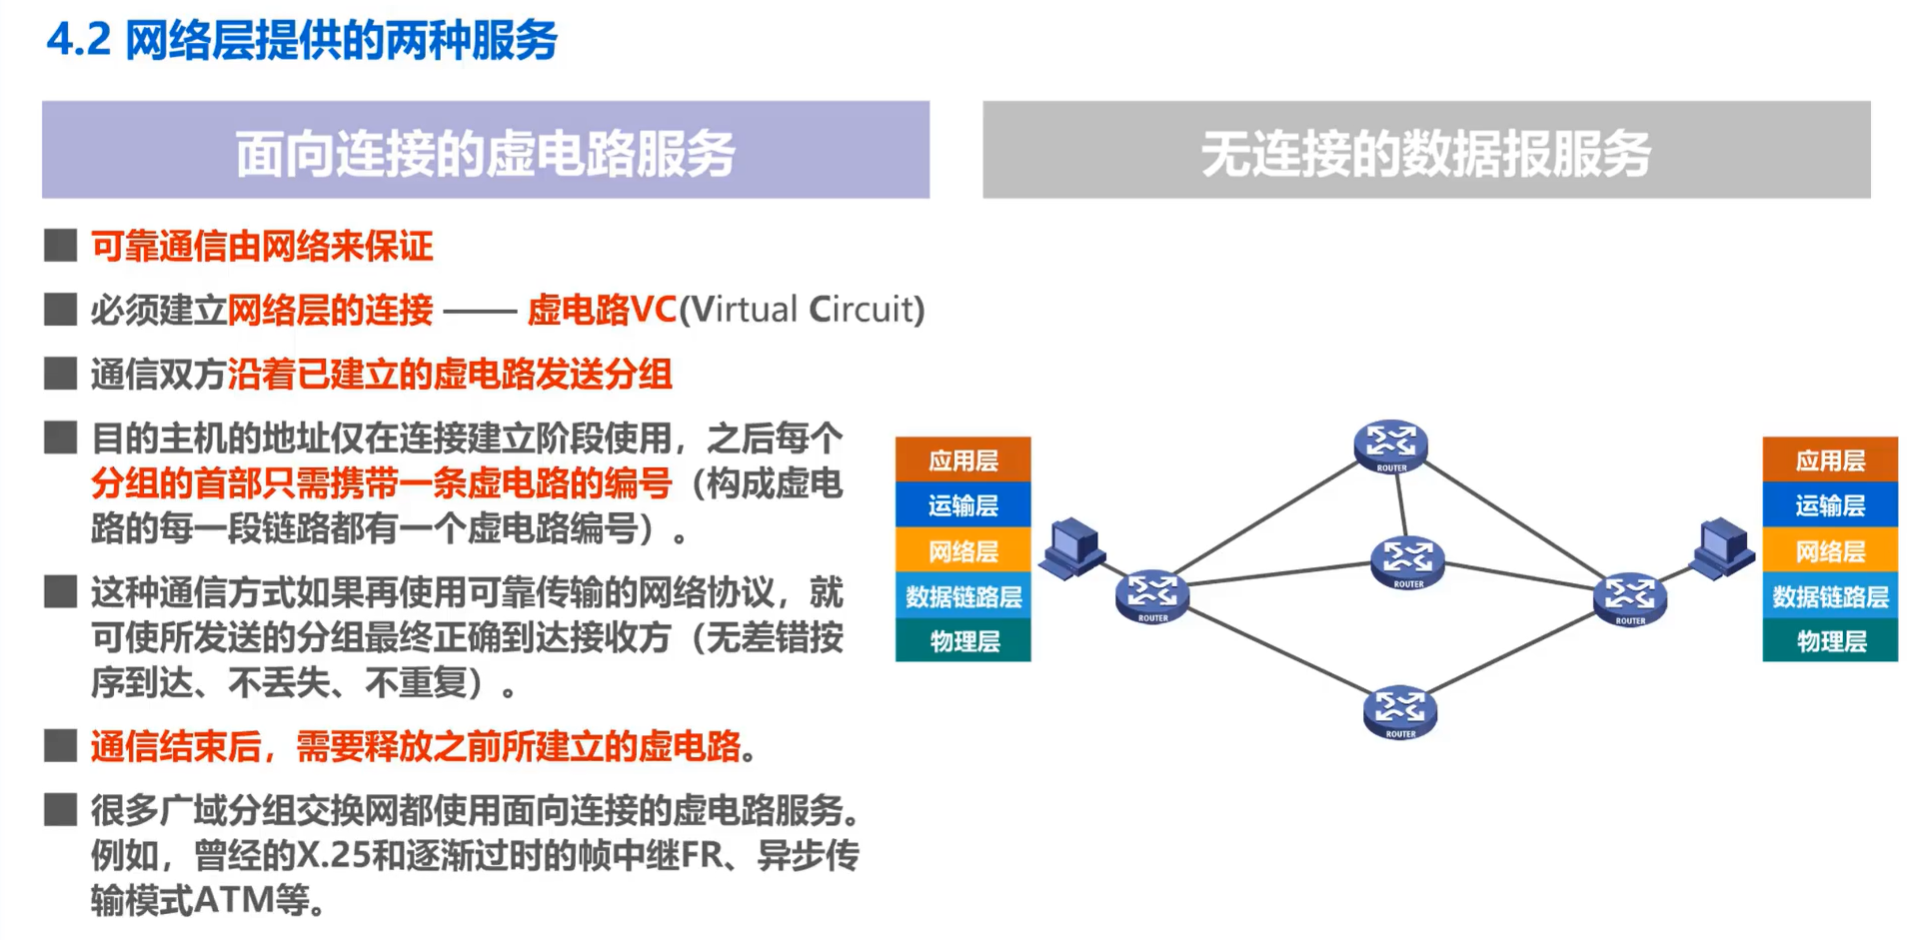 4.2 网络层提供的两种服务
面向连接的虚电路服务
无连接的数据报服务
可靠通信由网络来保证
必须建立网络层的连接 —— 虚电路VC(Virtual Circuit)
通信双方沿着已建立的虚电路发送分组
目的主机的地址仅在连接建立阶段使用，之后每个
分组的首部只需携带一条虚电路的编号（构成虚电
路的每一段链路都有一个虚电路编号）。
这种通信方式如果再使用可靠传输的网络协议，就
可使所发送的分组最终正确到达接收方（无差错按
序到达、不丢失、不重复）。
通信结束后，需要释放之前所建立的虚电路。
很多广域分组交换网都使用面向连接的虚电路服务。
例如，曾经的X.25和逐渐过时的帧中继FR、异步传
输模式ATM等。
应用层
运输层
网络层
数据链路层
物理层
ROUTER
ROUTER
ROUTER
ROUTER
ROUTER
应用层
运输层
网络层
数据链路层
物理层